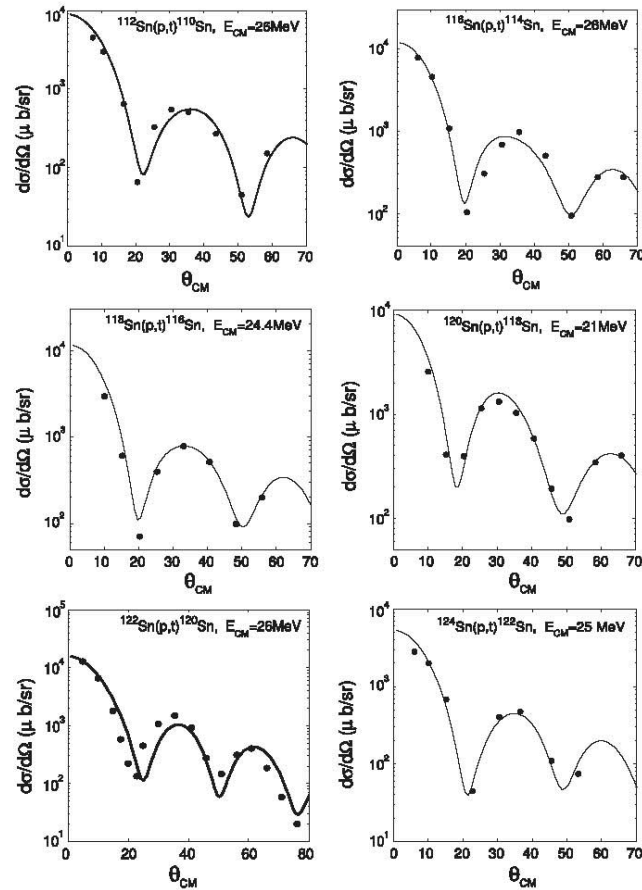 ¹¹²Sn(p,t)¹¹⁰Sn, E_CM=26MeV
dσ/dΩ (μ b/sr)
10⁴
10³
10²
10¹
0 10 20 30 40 50 60 70
θ_CM
¹¹⁶Sn(p,t)¹¹⁴Sn, E_CM=26MeV
dσ/dΩ (μ b/sr)
10⁴
10³
10²
0 10 20 30 40 50 60 70
θ_CM
¹¹⁸Sn(p,t)¹¹⁶Sn, E_CM=24.4MeV
dσ/dΩ (μ b/sr)
10⁴
10³
10²
0 10 20 30 40 50 60 70
θ_CM
¹²⁰Sn(p,t)¹¹⁸Sn, E_CM=21MeV
dσ/dΩ (μ b/sr)
10⁴
10³
10²
0 10 20 30 40 50 60 70
θ_CM
¹²²Sn(p,t)¹²⁰Sn, E_CM=26MeV
dσ/dΩ (μ b/sr)
10⁵
10⁴
10³
10²
10¹
0 20 40 60 80
θ_CM
¹²⁴Sn(p,t)¹²²Sn, E_CM=25 MeV
dσ/dΩ (μ b/sr)
10⁴
10³
10²
10¹
0 10 20 30 40 50 60 70
θ_CM